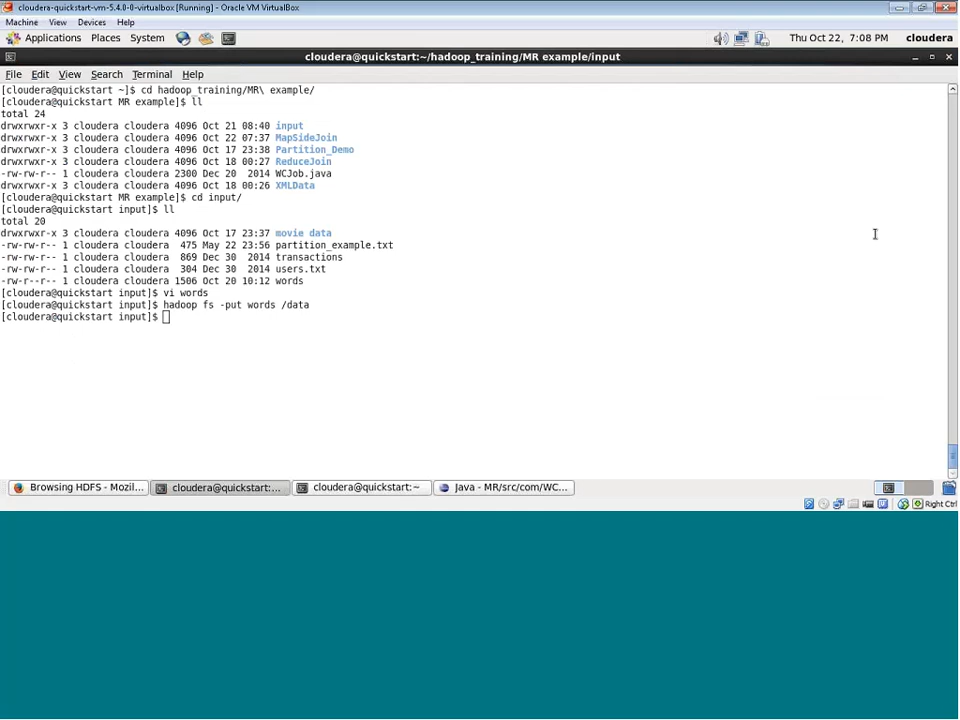 cloudera-quickstart-vm-5.4.0-0-virtualbox [Running] - Oracle VM VirtualBox
Machine View Devices Help
Applications Places System Thu Oct 22, 7:08 PM cloudera
cloudera@quickstart:~/hadoop_training/MR example/input
File Edit View Search Terminal Help
[cloudera@quickstart ~]$ cd hadoop_training/MR\ example/
[cloudera@quickstart MR example]$ ll
total 24
drwxrwxr-x 3 cloudera cloudera 4096 Oct 21 08:40 input
drwxrwxr-x 3 cloudera cloudera 4096 Oct 22 07:37 MapSideJoin
drwxrwxr-x 3 cloudera cloudera 4096 Oct 17 23:38 Partition_Demo
drwxrwxr-x 3 cloudera cloudera 4096 Oct 18 00:27 ReduceJoin
-rw-rw-r-- 1 cloudera cloudera 2300 Dec 20  2014 WCJob.java
drwxrwxr-x 3 cloudera cloudera 4096 Oct 18 00:26 XMLData
[cloudera@quickstart MR example]$ cd input/
[cloudera@quickstart input]$ ll
total 20
drwxrwxr-x 3 cloudera cloudera 4096 Oct 17 23:37 movie data
-rw-rw-r-- 1 cloudera cloudera  475 May 22 23:56 partition_example.txt
-rw-rw-r-- 1 cloudera cloudera  869 Dec 30  2014 transactions
-rw-rw-r-- 1 cloudera cloudera  304 Dec 30  2014 users.txt
-rw-rw-r--r-- 1 cloudera cloudera 1506 Oct 20 10:12 words
[cloudera@quickstart input]$ vi words
[cloudera@quickstart input]$ hadoop fs -put words /data
[cloudera@quickstart input]$
Browsing HDFS - Mozil... cloudera@quickstart:... cloudera@quickstart:~ Java - MR/src/com/WC...
Right Ctrl